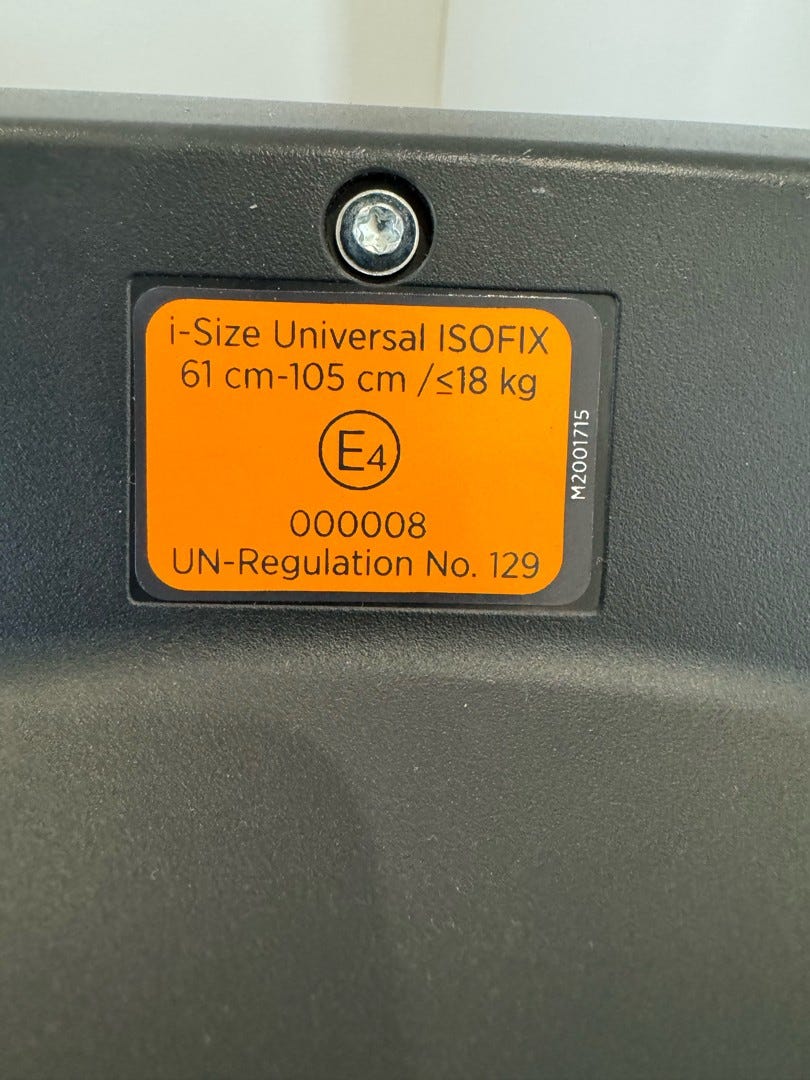 i-Size Universal ISOFIX
61 cm-105 cm /≤18 kg
E4
000008
UN-Regulation No. 129
M2001715